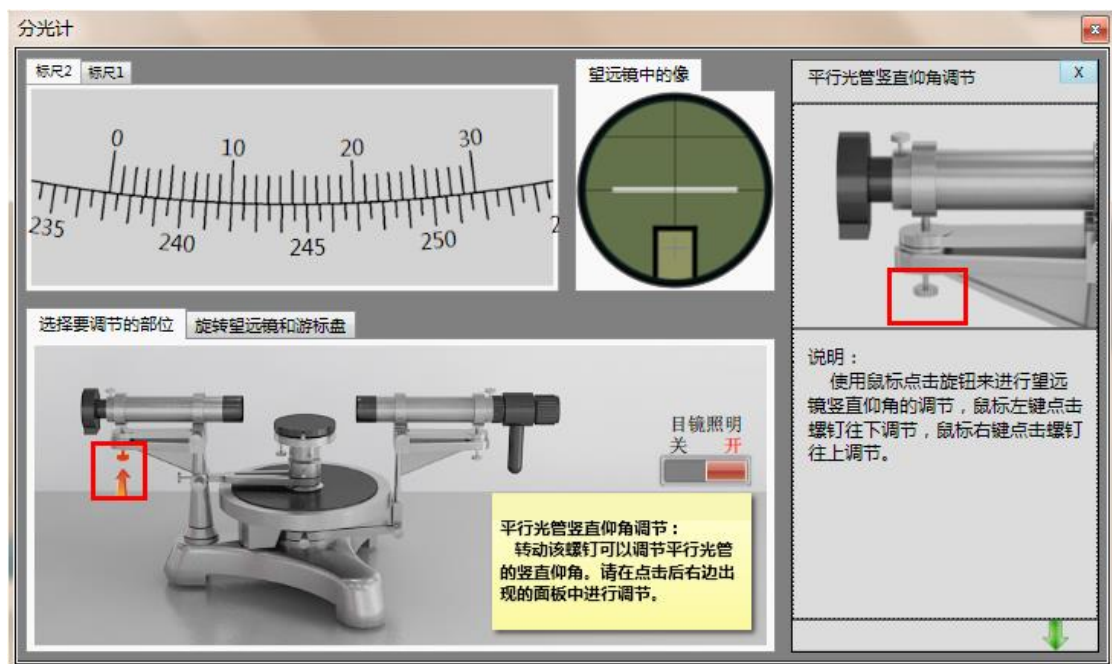 分光计
x
标尺2 标尺1
0 10 20 30
235 240 245 250 2
望远镜中的像
平行光管竖直仰角调节
X
说明：
使用鼠标点击旋钮来进行望远
镜竖直仰角的调节，鼠标左键点击
螺钉往下调节，鼠标右键点击螺钉
往上调节。
选择要调节的部位 旋转望远镜和游标盘
目镜照明
关 开
平行光管竖直仰角调节：
转动该螺钉可以调节平行光管
的竖直仰角。请在点击后右边出
现的面板中进行调节。